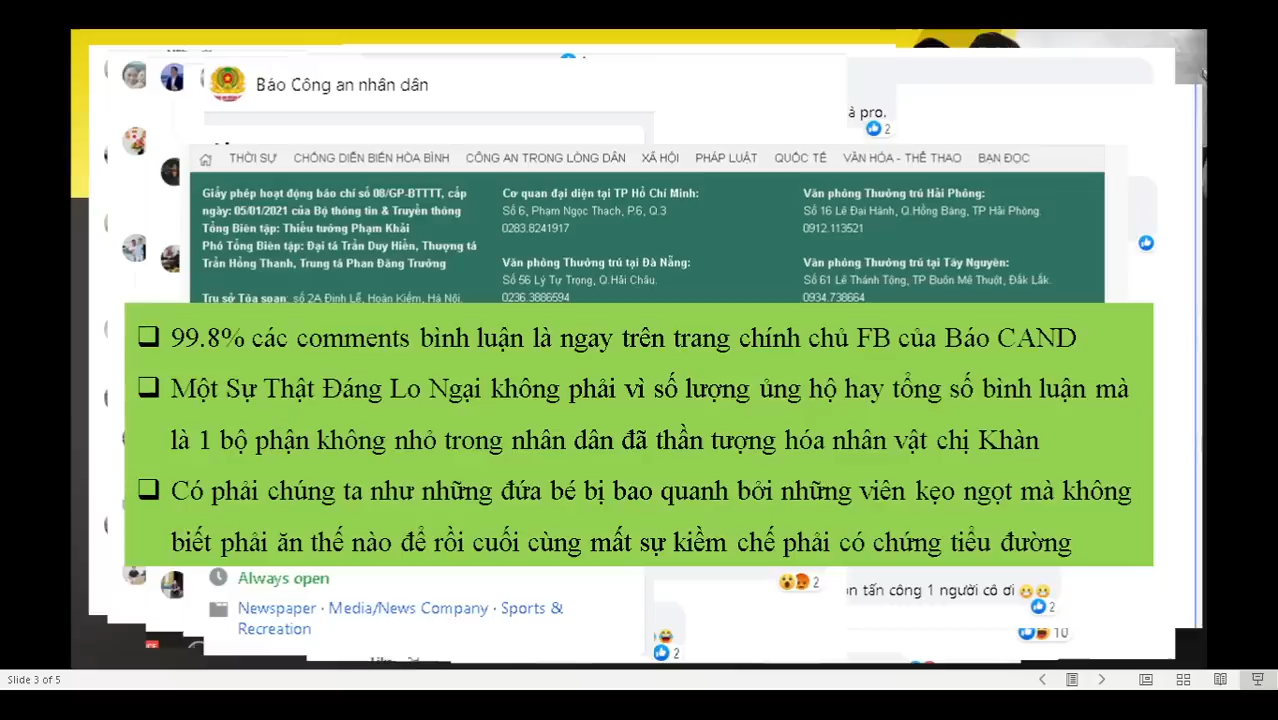 Báo Công an nhân dân
à pro.
2
THỜI SỰ CHỐNG DIỄN BIẾN HÒA BÌNH CÔNG AN TRONG LÒNG DÂN XÃ HỘI PHÁP LUẬT QUỐC TẾ VĂN HÓA - THỂ THAO BẠN ĐỌC
Giấy phép hoạt động báo chí số 08/GP-BTTTT, cấp
ngày: 05/01/2021 của Bộ thông tin & Truyền thông
Tổng Biên tập: Thiếu tướng Phạm Khải
Phó Tổng Biên tập: Đại tá Trần Duy Hiển, Thượng tá
Trần Hồng Thanh, Trung tá Phan Đăng Trường
Trụ sở Tòa soạn: số 2A Đinh Lễ, Hoàn Kiếm, Hà Nội.
Cơ quan đại diện tại TP Hồ Chí Minh:
Số 6, Phạm Ngọc Thạch, P.6, Q.3
0283.8241917
Văn phòng Thường trú tại Đà Nẵng:
Số 56 Lý Tự Trọng, Q.Hải Châu.
0236.3886594
Văn phòng Thường trú Hải Phòng:
Số 16 Lê Đại Hành, Q.Hồng Bàng, TP Hải Phòng.
0912.113521
Văn phòng Thường trú tại Tây Nguyên:
Số 61 Lê Thánh Tông, TP Buôn Mê Thuột, Đắk Lắk.
0934.738664
99.8% các comments bình luận là ngay trên trang chính chủ FB của Báo CAND
Một Sự Thật Đáng Lo Ngại không phải vì số lượng ủng hộ hay tổng số bình luận mà
là 1 bộ phận không nhỏ trong nhân dân đã thần tượng hóa nhân vật chị Khàn
Có phải chúng ta như những đứa bé bị bao quanh bởi những viên kẹo ngọt mà không
biết phải ăn thế nào để rồi cuối cùng mất sự kiềm chế phải có chứng tiểu đường
Always open
Newspaper · Media/News Company · Sports &
Recreation
2
tấn công 1 người cô ơi
2
10
2
Slide 3 of 5